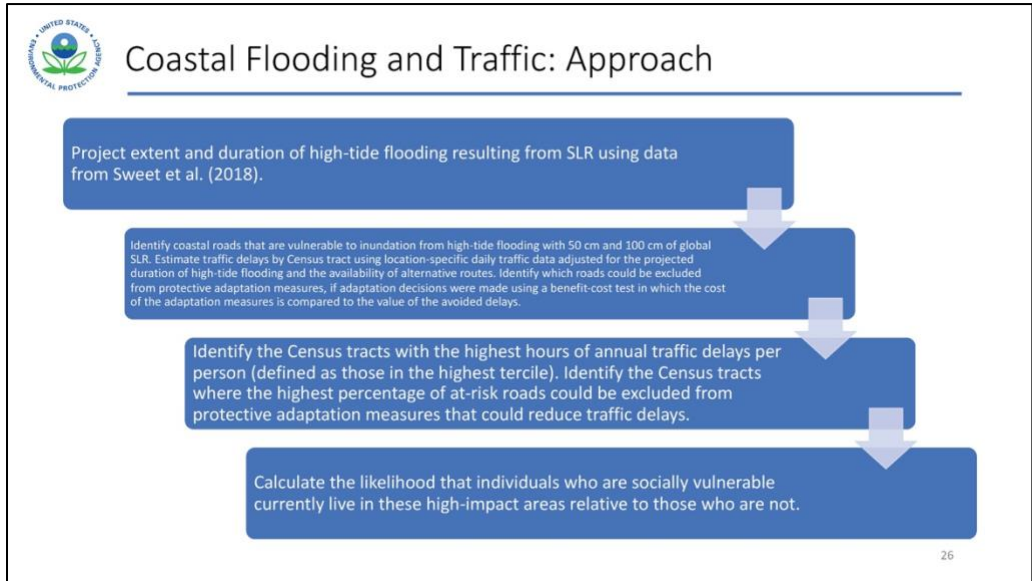 UNITED STATES
ENVIRONMENTAL PROTECTION AGENCY
Coastal Flooding and Traffic: Approach
Project extent and duration of high-tide flooding resulting from SLR using data
from Sweet et al. (2018).
Identify coastal roads that are vulnerable to inundation from high-tide flooding with 50 cm and 100 cm of global
SLR. Estimate traffic delays by Census tract using location-specific daily traffic data adjusted for the projected
duration of high-tide flooding and the availability of alternative routes. Identify which roads could be excluded
from protective adaptation measures, if adaptation decisions were made using a benefit-cost test in which the cost
of the adaptation measures is compared to the value of the avoided delays.
Identify the Census tracts with the highest hours of annual traffic delays per
person (defined as those in the highest tercile). Identify the Census tracts
where the highest percentage of at-risk roads could be excluded from
protective adaptation measures that could reduce traffic delays.
Calculate the likelihood that individuals who are socially vulnerable
currently live in these high-impact areas relative to those who are not.
26